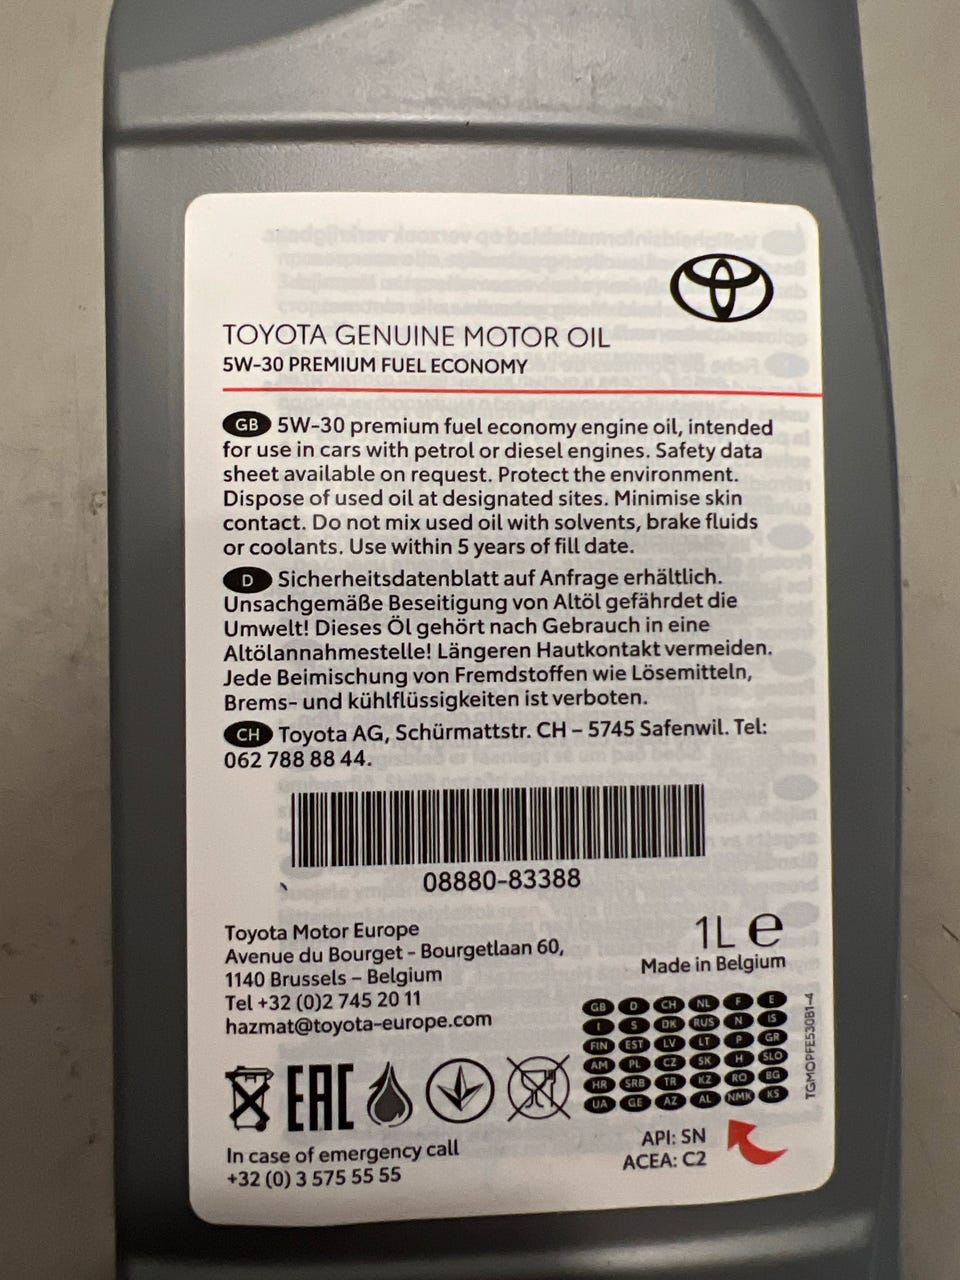 TOYOTA GENUINE MOTOR OIL
5W-30 PREMIUM FUEL ECONOMY
GB 5W-30 premium fuel economy engine oil, intended
for use in cars with petrol or diesel engines. Safety data
sheet available on request. Protect the environment.
Dispose of used oil at designated sites. Minimise skin
contact. Do not mix used oil with solvents, brake fluids
or coolants. Use within 5 years of fill date.
D Sicherheitsdatenblatt auf Anfrage erhältlich.
Unsachgemäße Beseitigung von Altöl gefährdet die
Umwelt! Dieses Öl gehört nach Gebrauch in eine
Altölannahmestelle! Längeren Hautkontakt vermeiden.
Jede Beimischung von Fremdstoffen wie Lösemitteln,
Brems- und kühlflüssigkeiten ist verboten.
CH Toyota AG, Schürmattstr. CH – 5745 Safenwil. Tel:
062 788 88 44.
08880-83388
Toyota Motor Europe
Avenue du Bourget - Bourgetlaan 60,
1140 Brussels – Belgium
Tel +32 (0)2 745 20 11
hazmat@toyota-europe.com
1L e
Made in Belgium
GB D CH NL F E
I S DK RUS N IS
FIN EST LV LT P GR
AM PL CZ SK H SLO
HR SRB TR KZ RO BG
UA GE AZ AL NMK KS
TGMOPFE530B1-4
EAC
In case of emergency call
+32 (0) 3 575 55 55
API: SN
ACEA: C2